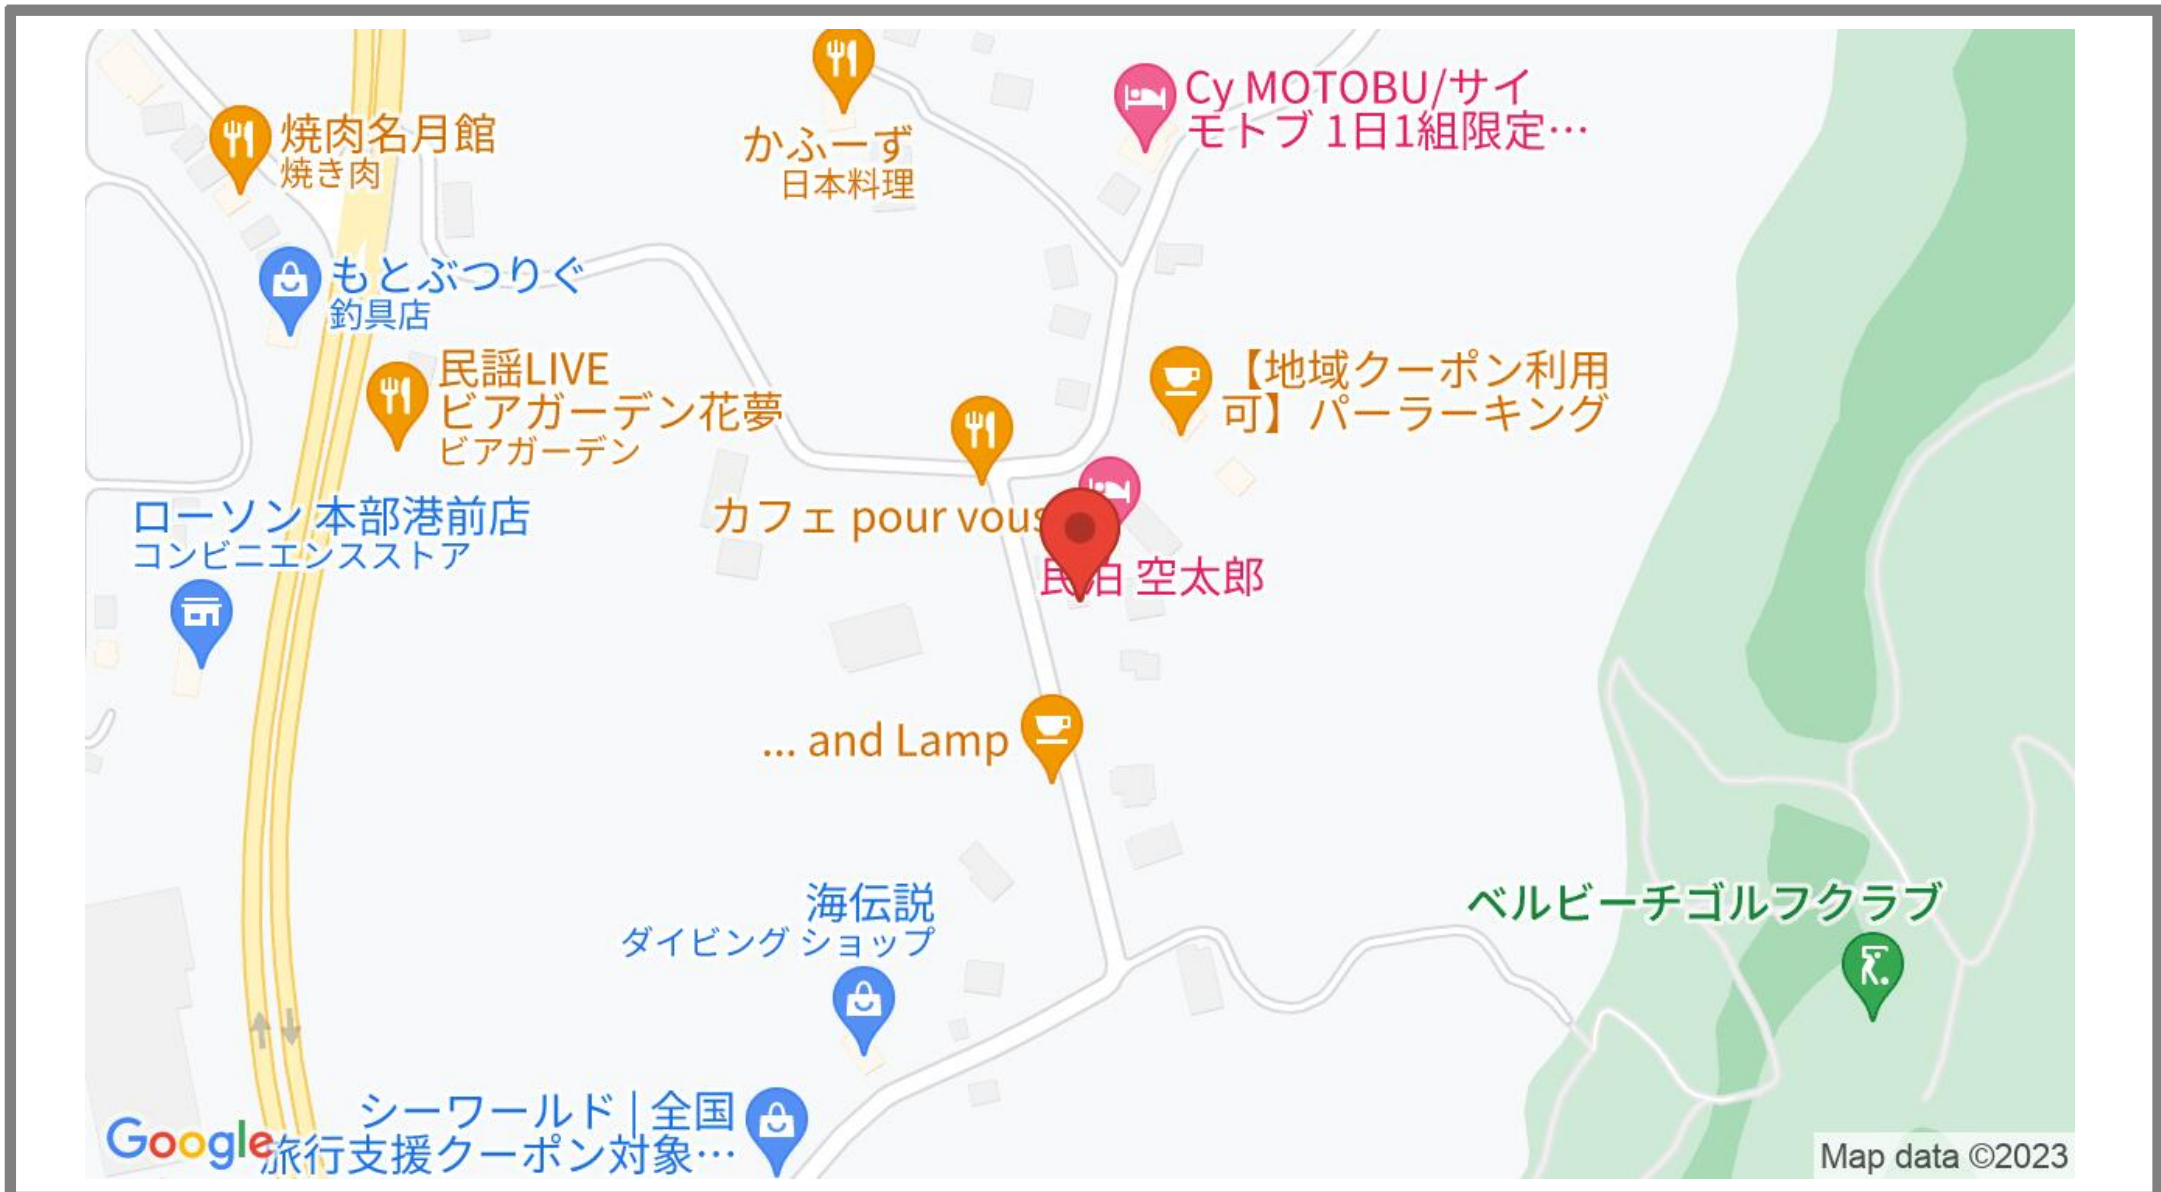 Cy MOTOBU/サイ
モトブ 1日1組限定…
焼肉名月館
焼き肉
かふーず
日本料理
もとぶつりぐ
釣具店
民謡LIVE
ビアガーデン花夢
ビアガーデン
【地域クーポン利用
可】パーラーキング
ローソン 本部港前店
コンビニエンスストア
カフェ pour vous
民泊 空太郎
... and Lamp
海伝説
ダイビング ショップ
ベルビーチゴルフクラブ
シーワールド | 全国
旅行支援クーポン対象…
Google
Map data ©2023